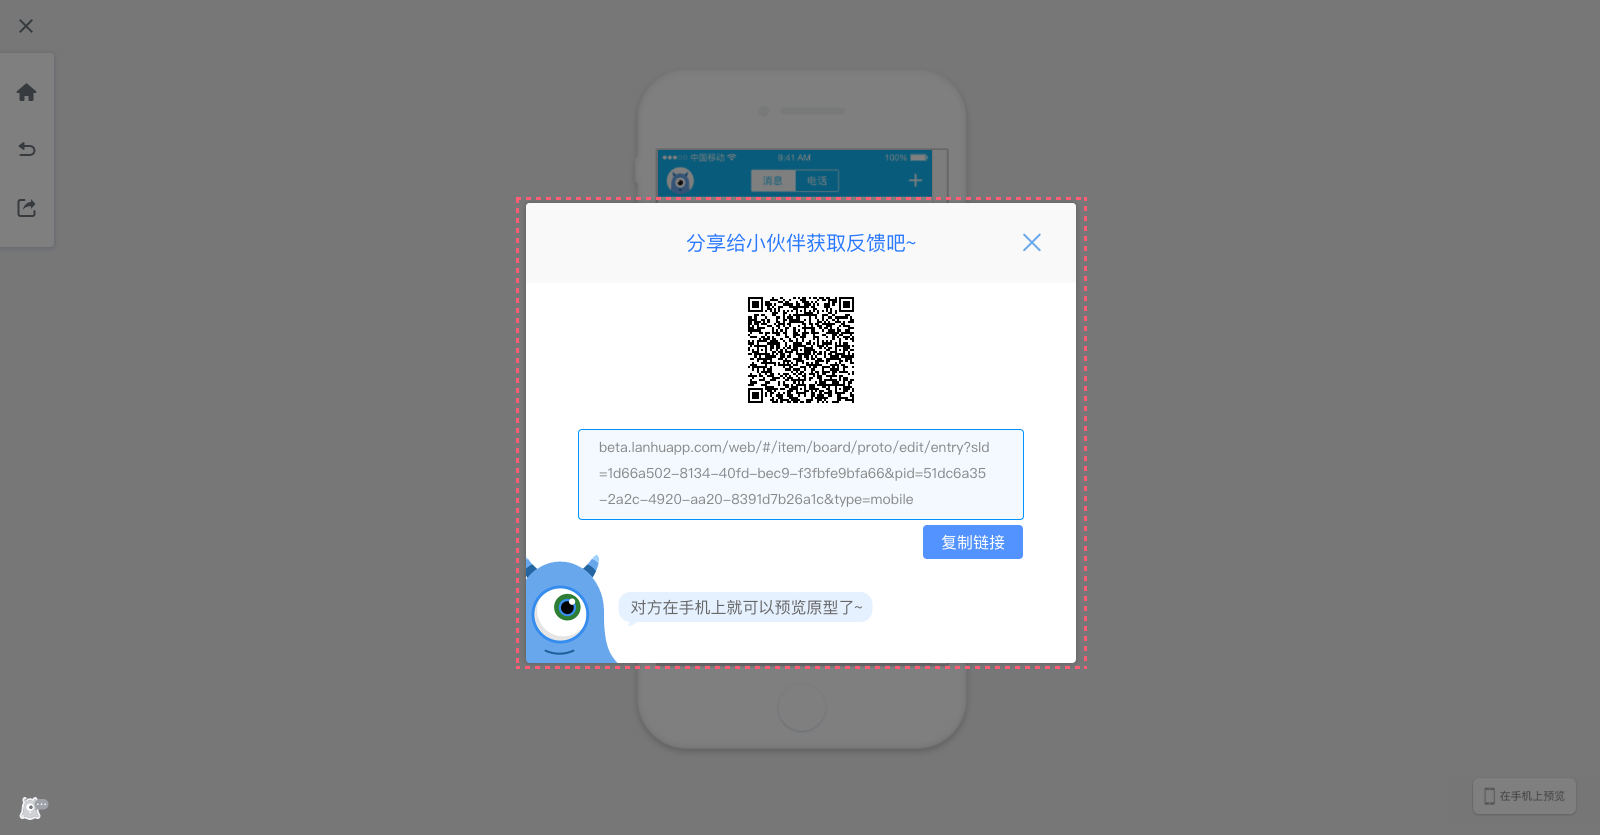 中国移动
9:41 AM
100%
消息
电话
分享给小伙伴获取反馈吧~
beta.lanhuapp.com/web/#/item/board/proto/edit/entry?sId
=1d66a502-8134-40fd-bec9-f3fbfe9bfa66&pid=51dc6a35
-2a2c-4920-aa20-8391d7b26a1c&type=mobile
复制链接
对方在手机上就可以预览原型了~
在手机上预览